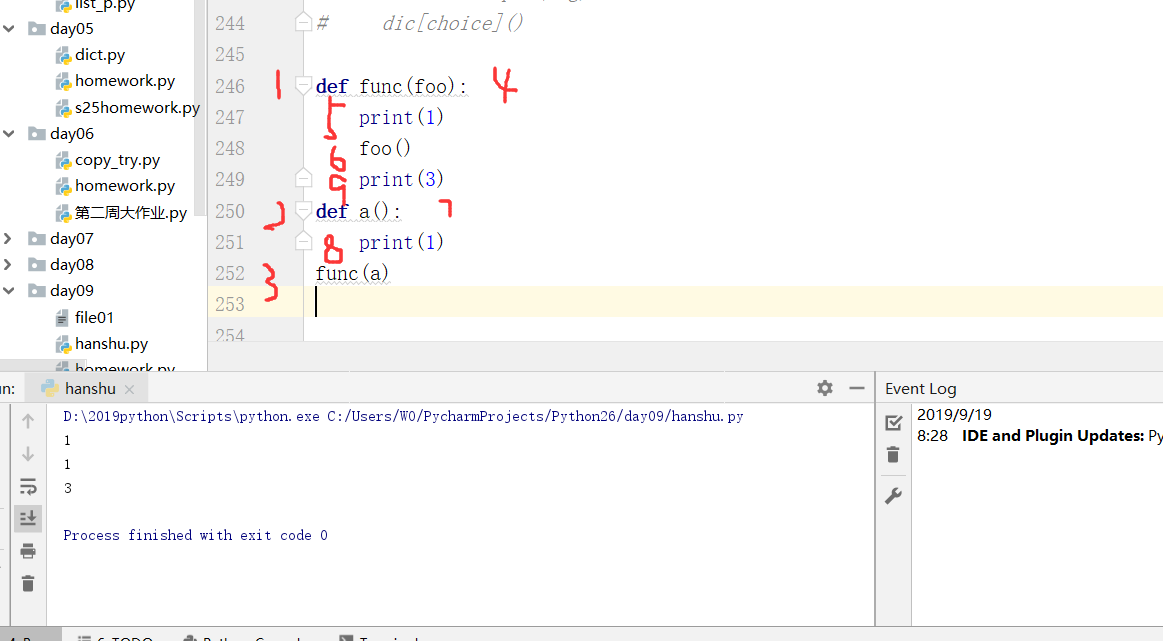 list_p.py
day05
dict.py
homework.py
s25homework.py
day06
copy_try.py
homework.py
第二周大作业.py
day07
day08
day09
file01
hanshu.py
homework.py
244 # dic[choice]()
245
246 1 def func(foo): 4
247 5 print(1)
248 6 foo()
249 9 print(3)
250 2 def a(): 7
251 8 print(1)
252 3 func(a)
253
254
un: hanshu
D:\2019python\Scripts\python.exe C:/Users/W0/PycharmProjects/Python26/day09/hanshu.py
1
1
3
Process finished with exit code 0
Event Log
2019/9/19
8:28 IDE and Plugin Updates: Py
6: TODO
Terminal